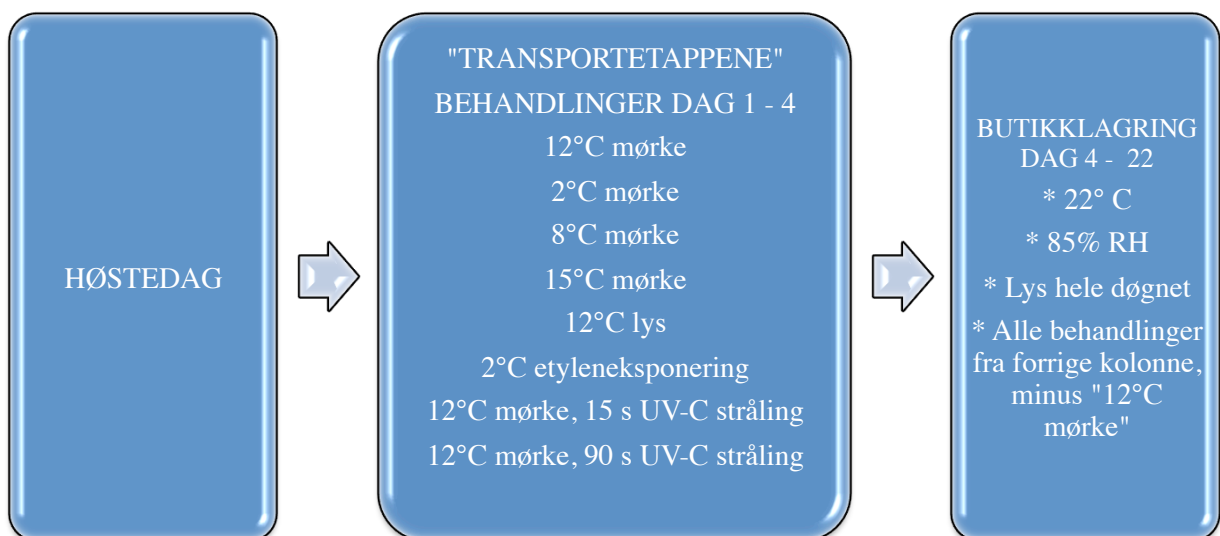 HØSTEDAG
"TRANSPORTETAPPENE"
BEHANDLINGER DAG 1 - 4
12°C mørke
2°C mørke
8°C mørke
15°C mørke
12°C lys
2°C etyleneksponering
12°C mørke, 15 s UV-C stråling
12°C mørke, 90 s UV-C stråling
BUTIKKLAGRING
DAG 4 - 22
* 22° C
* 85% RH
* Lys hele døgnet
* Alle behandlinger
fra forrige kolonne,
minus "12°C
mørke"